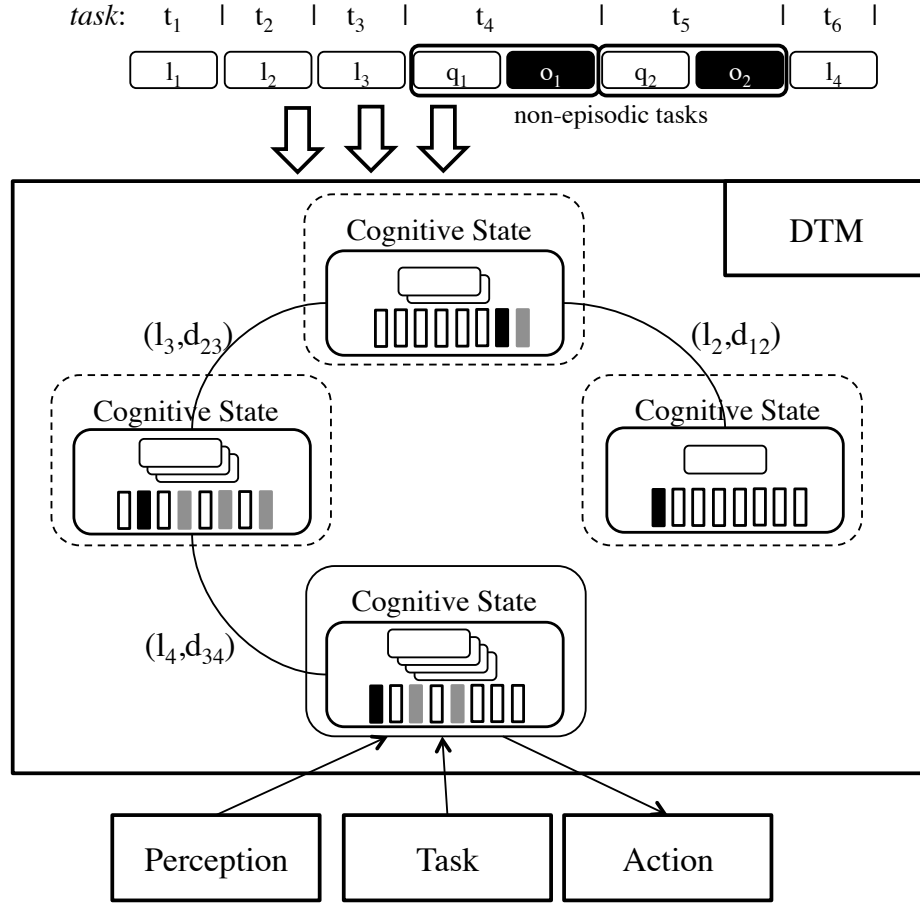 task: t1 | t2 | t3 | t4 | t5 | t6 |
l1 l2 l3 q1 o1 q2 o2 l4
non-episodic tasks
DTM
Cognitive State
(l3,d23) (l2,d12)
Cognitive State Cognitive State
Cognitive State
(l4,d34)
Perception Task Action